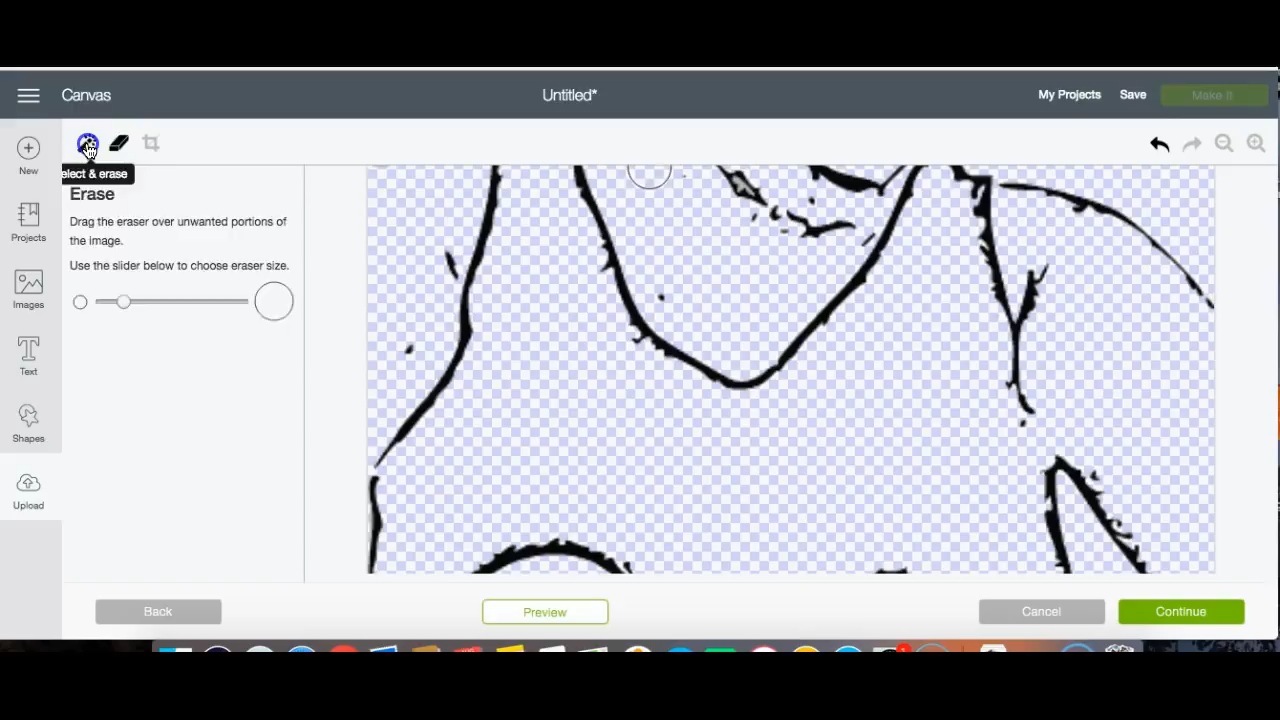 Canvas
Untitled*
My Projects
Save
Make It
New
Projects
Images
Text
Shapes
Upload
elect & erase
Erase
Drag the eraser over unwanted portions of
the image.
Use the slider below to choose eraser size.
Back
Preview
Cancel
Continue